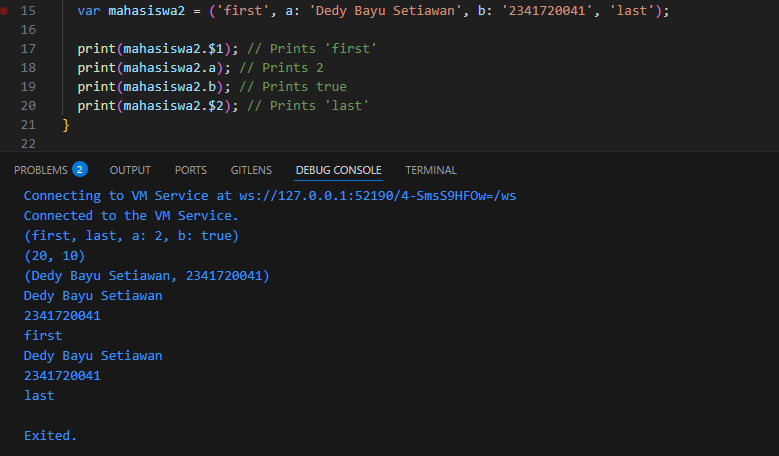 15 var mahasiswa2 = ('first', a: 'Dedy Bayu Setiawan', b: '2341720041', 'last');
16
17 print(mahasiswa2.$1); // Prints 'first'
18 print(mahasiswa2.a); // Prints 2
19 print(mahasiswa2.b); // Prints true
20 print(mahasiswa2.$2); // Prints 'last'
21 }
22
PROBLEMS 2 OUTPUT PORTS GITLENS DEBUG CONSOLE TERMINAL
Connecting to VM Service at ws://127.0.0.1:52190/4-SmsS9HFOw=/ws
Connected to the VM Service.
(first, last, a: 2, b: true)
(20, 10)
(Dedy Bayu Setiawan, 2341720041)
Dedy Bayu Setiawan
2341720041
first
Dedy Bayu Setiawan
2341720041
last
Exited.